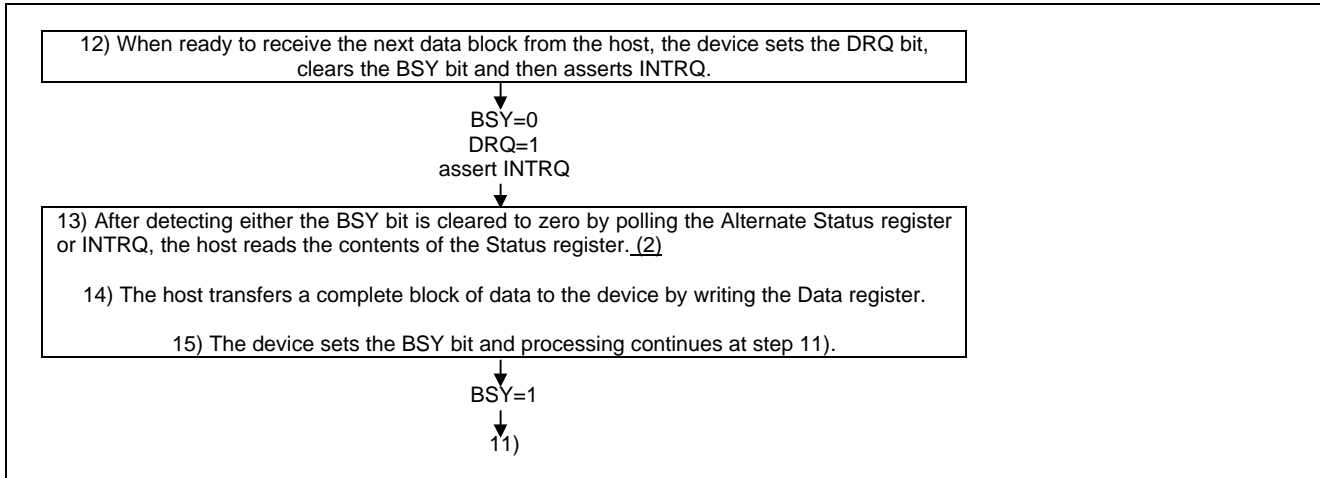 12) When ready to receive the next data block from the host, the device sets the DRQ bit,
clears the BSY bit and then asserts INTRQ.
BSY=0
DRQ=1
assert INTRQ
13) After detecting either the BSY bit is cleared to zero by polling the Alternate Status register
or INTRQ, the host reads the contents of the Status register. (2)
14) The host transfers a complete block of data to the device by writing the Data register.
15) The device sets the BSY bit and processing continues at step 11).
BSY=1
11)